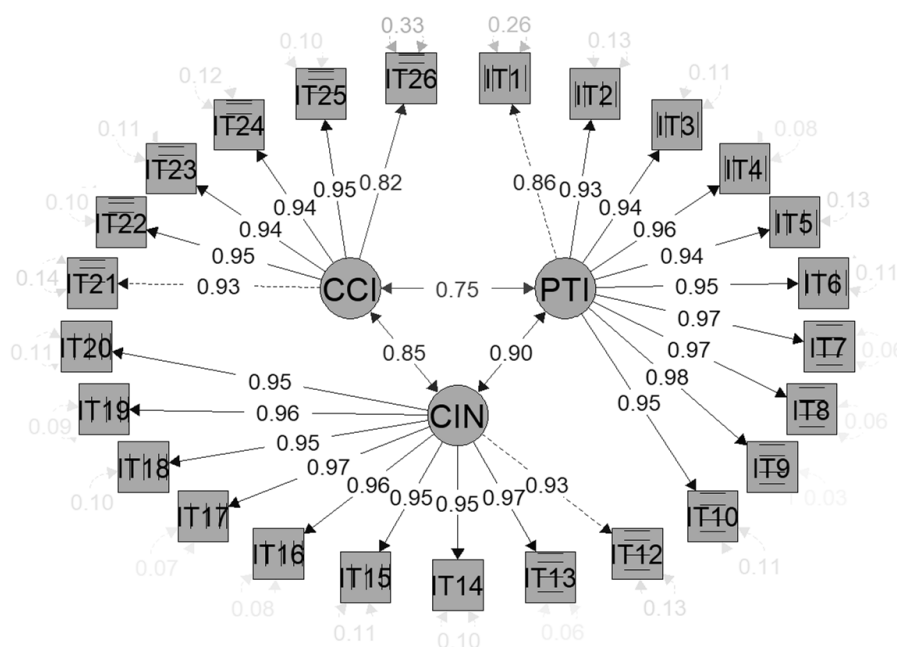 0.33
0.26
0.10
0.13
0.12
0.11
IT26
IT1
IT25
IT2
IT24
IT3
0.11
0.08
IT23
IT4
0.95
0.82
0.86
0.93
0.10
0.94
0.94
0.13
IT22
0.94
0.96
IT5
0.95
0.94
0.14
IT21
0.93
CCI
0.75
PTI
0.95
IT6
0.11
0.97
IT20
0.85
0.90
0.97
IT7
0.06
0.11
0.95
0.98
0.95
IT19
0.96
CIN
IT8
0.09
0.95
0.06
IT18
0.97
IT9
0.10
0.96
0.95
0.95
0.97
0.93
0.03
IT17
IT10
IT16
IT12
0.07
IT15
IT14
IT13
0.11
0.08
0.13
0.11
0.10
0.06